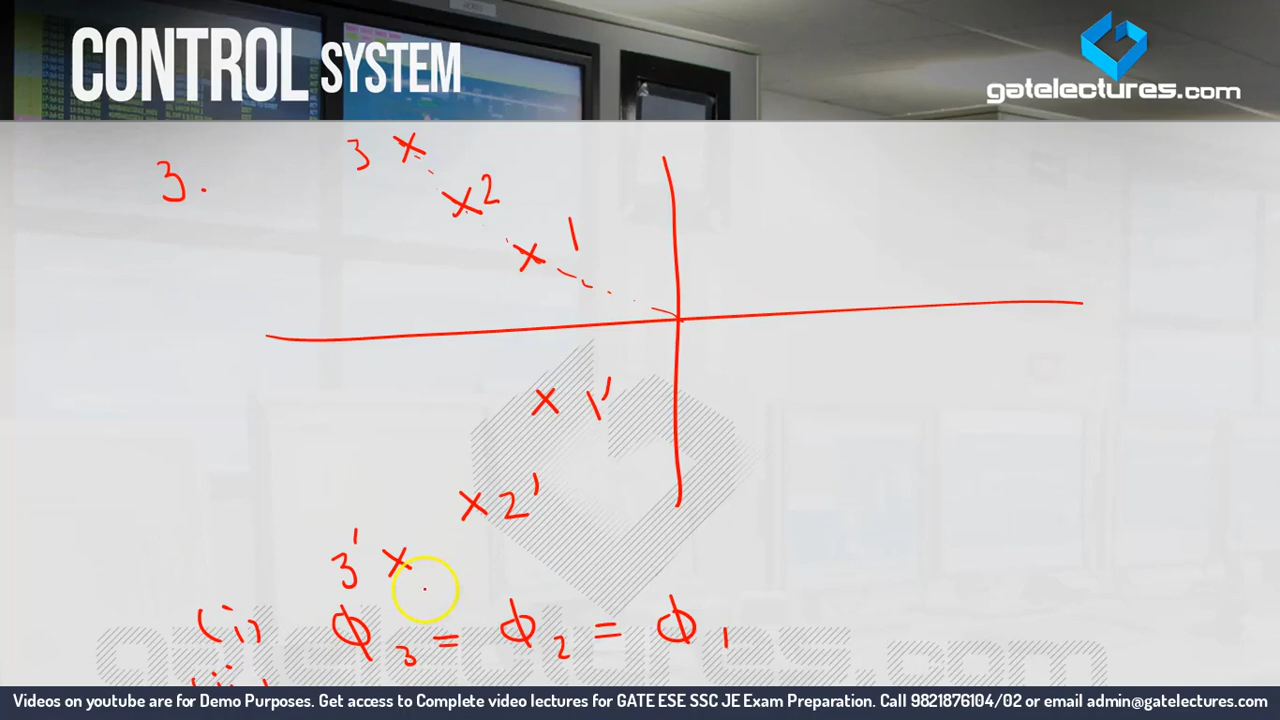 CONTROL SYSTEM
gatelectures.com
3.
3 x
x 2
x 1
x 1'
x 2'
3' x
(i) ϕ3 = ϕ2 = ϕ1
gatelectures.com
Videos on youtube are for Demo Purposes. Get access to Complete video lectures for GATE ESE SSC JE Exam Preparation. Call 9821876104/02 or email admin@gatelectures.com